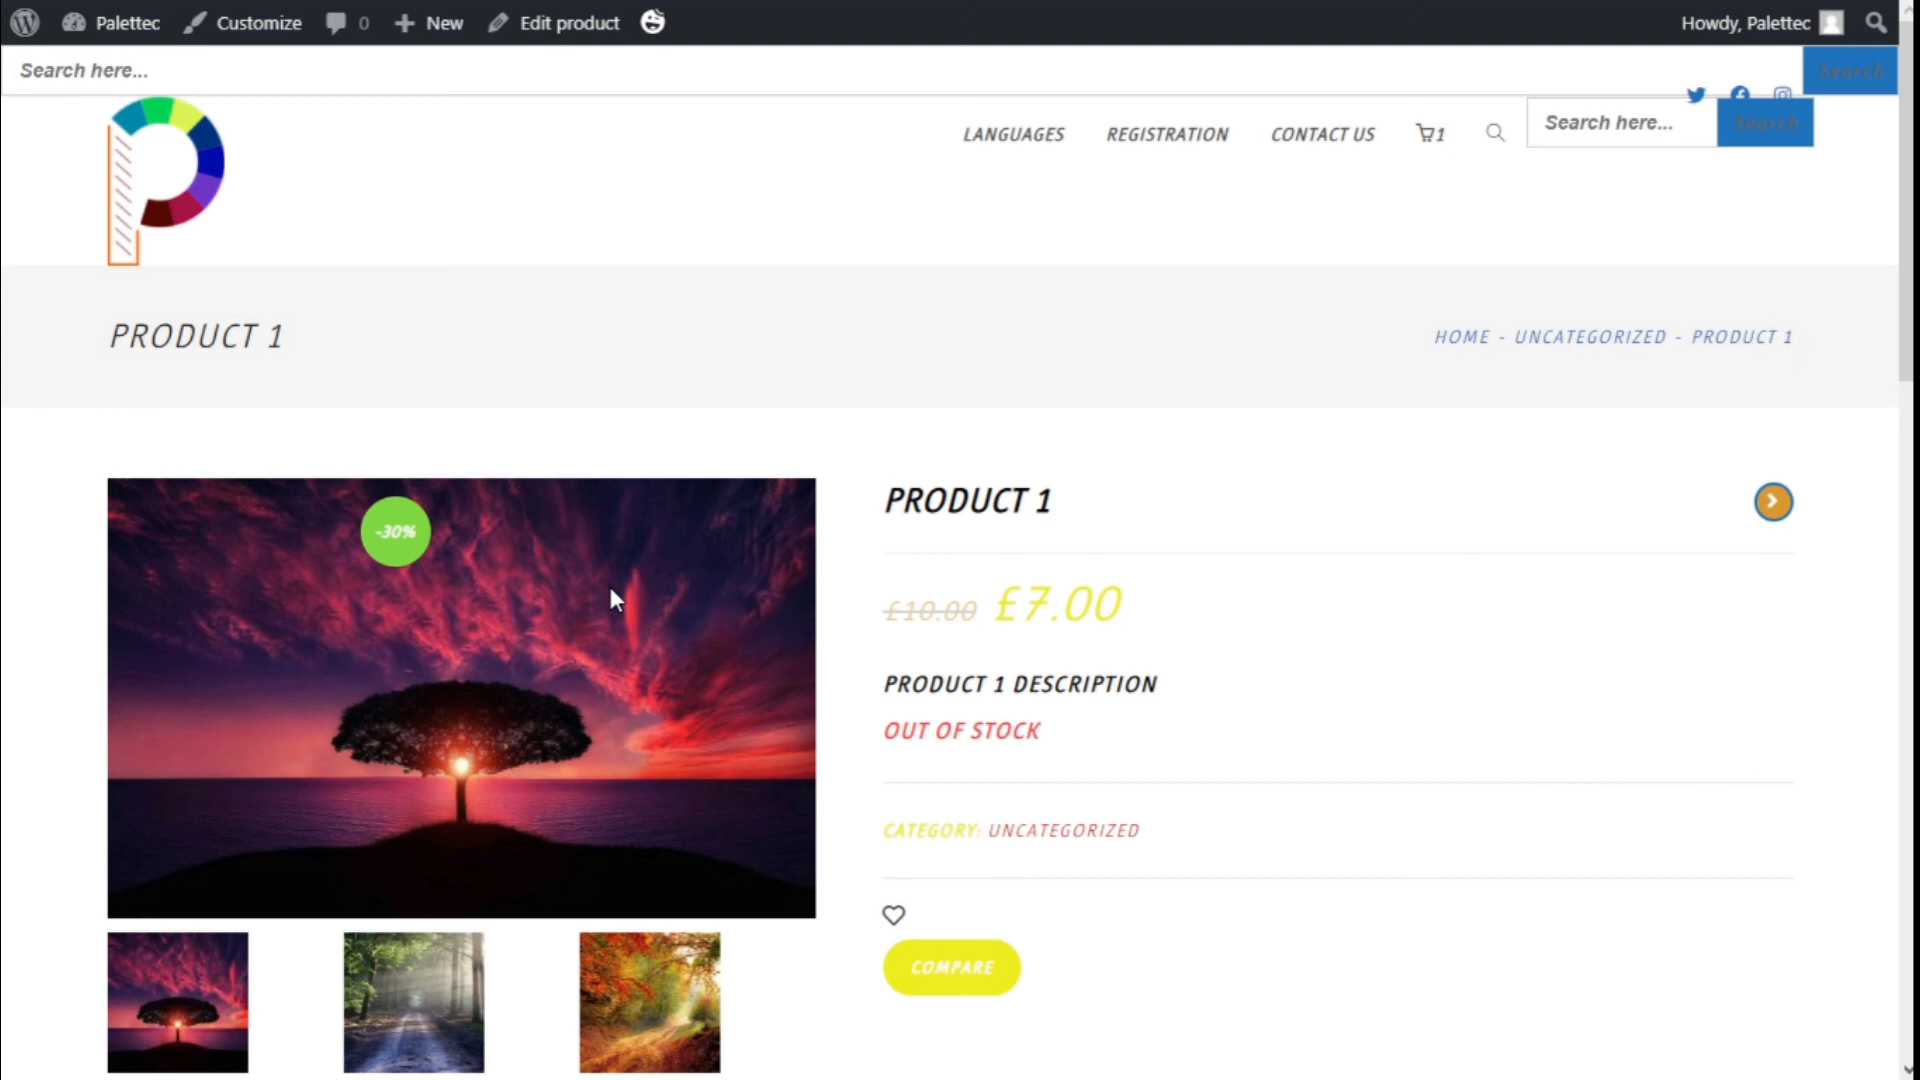 Palettec Customize 0 New Edit product Howdy, Palettec
Search here... Search
LANGUAGES REGISTRATION CONTACT US 1 Search here... Search
PRODUCT 1 HOME - UNCATEGORIZED - PRODUCT 1
-30%
PRODUCT 1
£10.00 £7.00
PRODUCT 1 DESCRIPTION
OUT OF STOCK
CATEGORY: UNCATEGORIZED
COMPARE